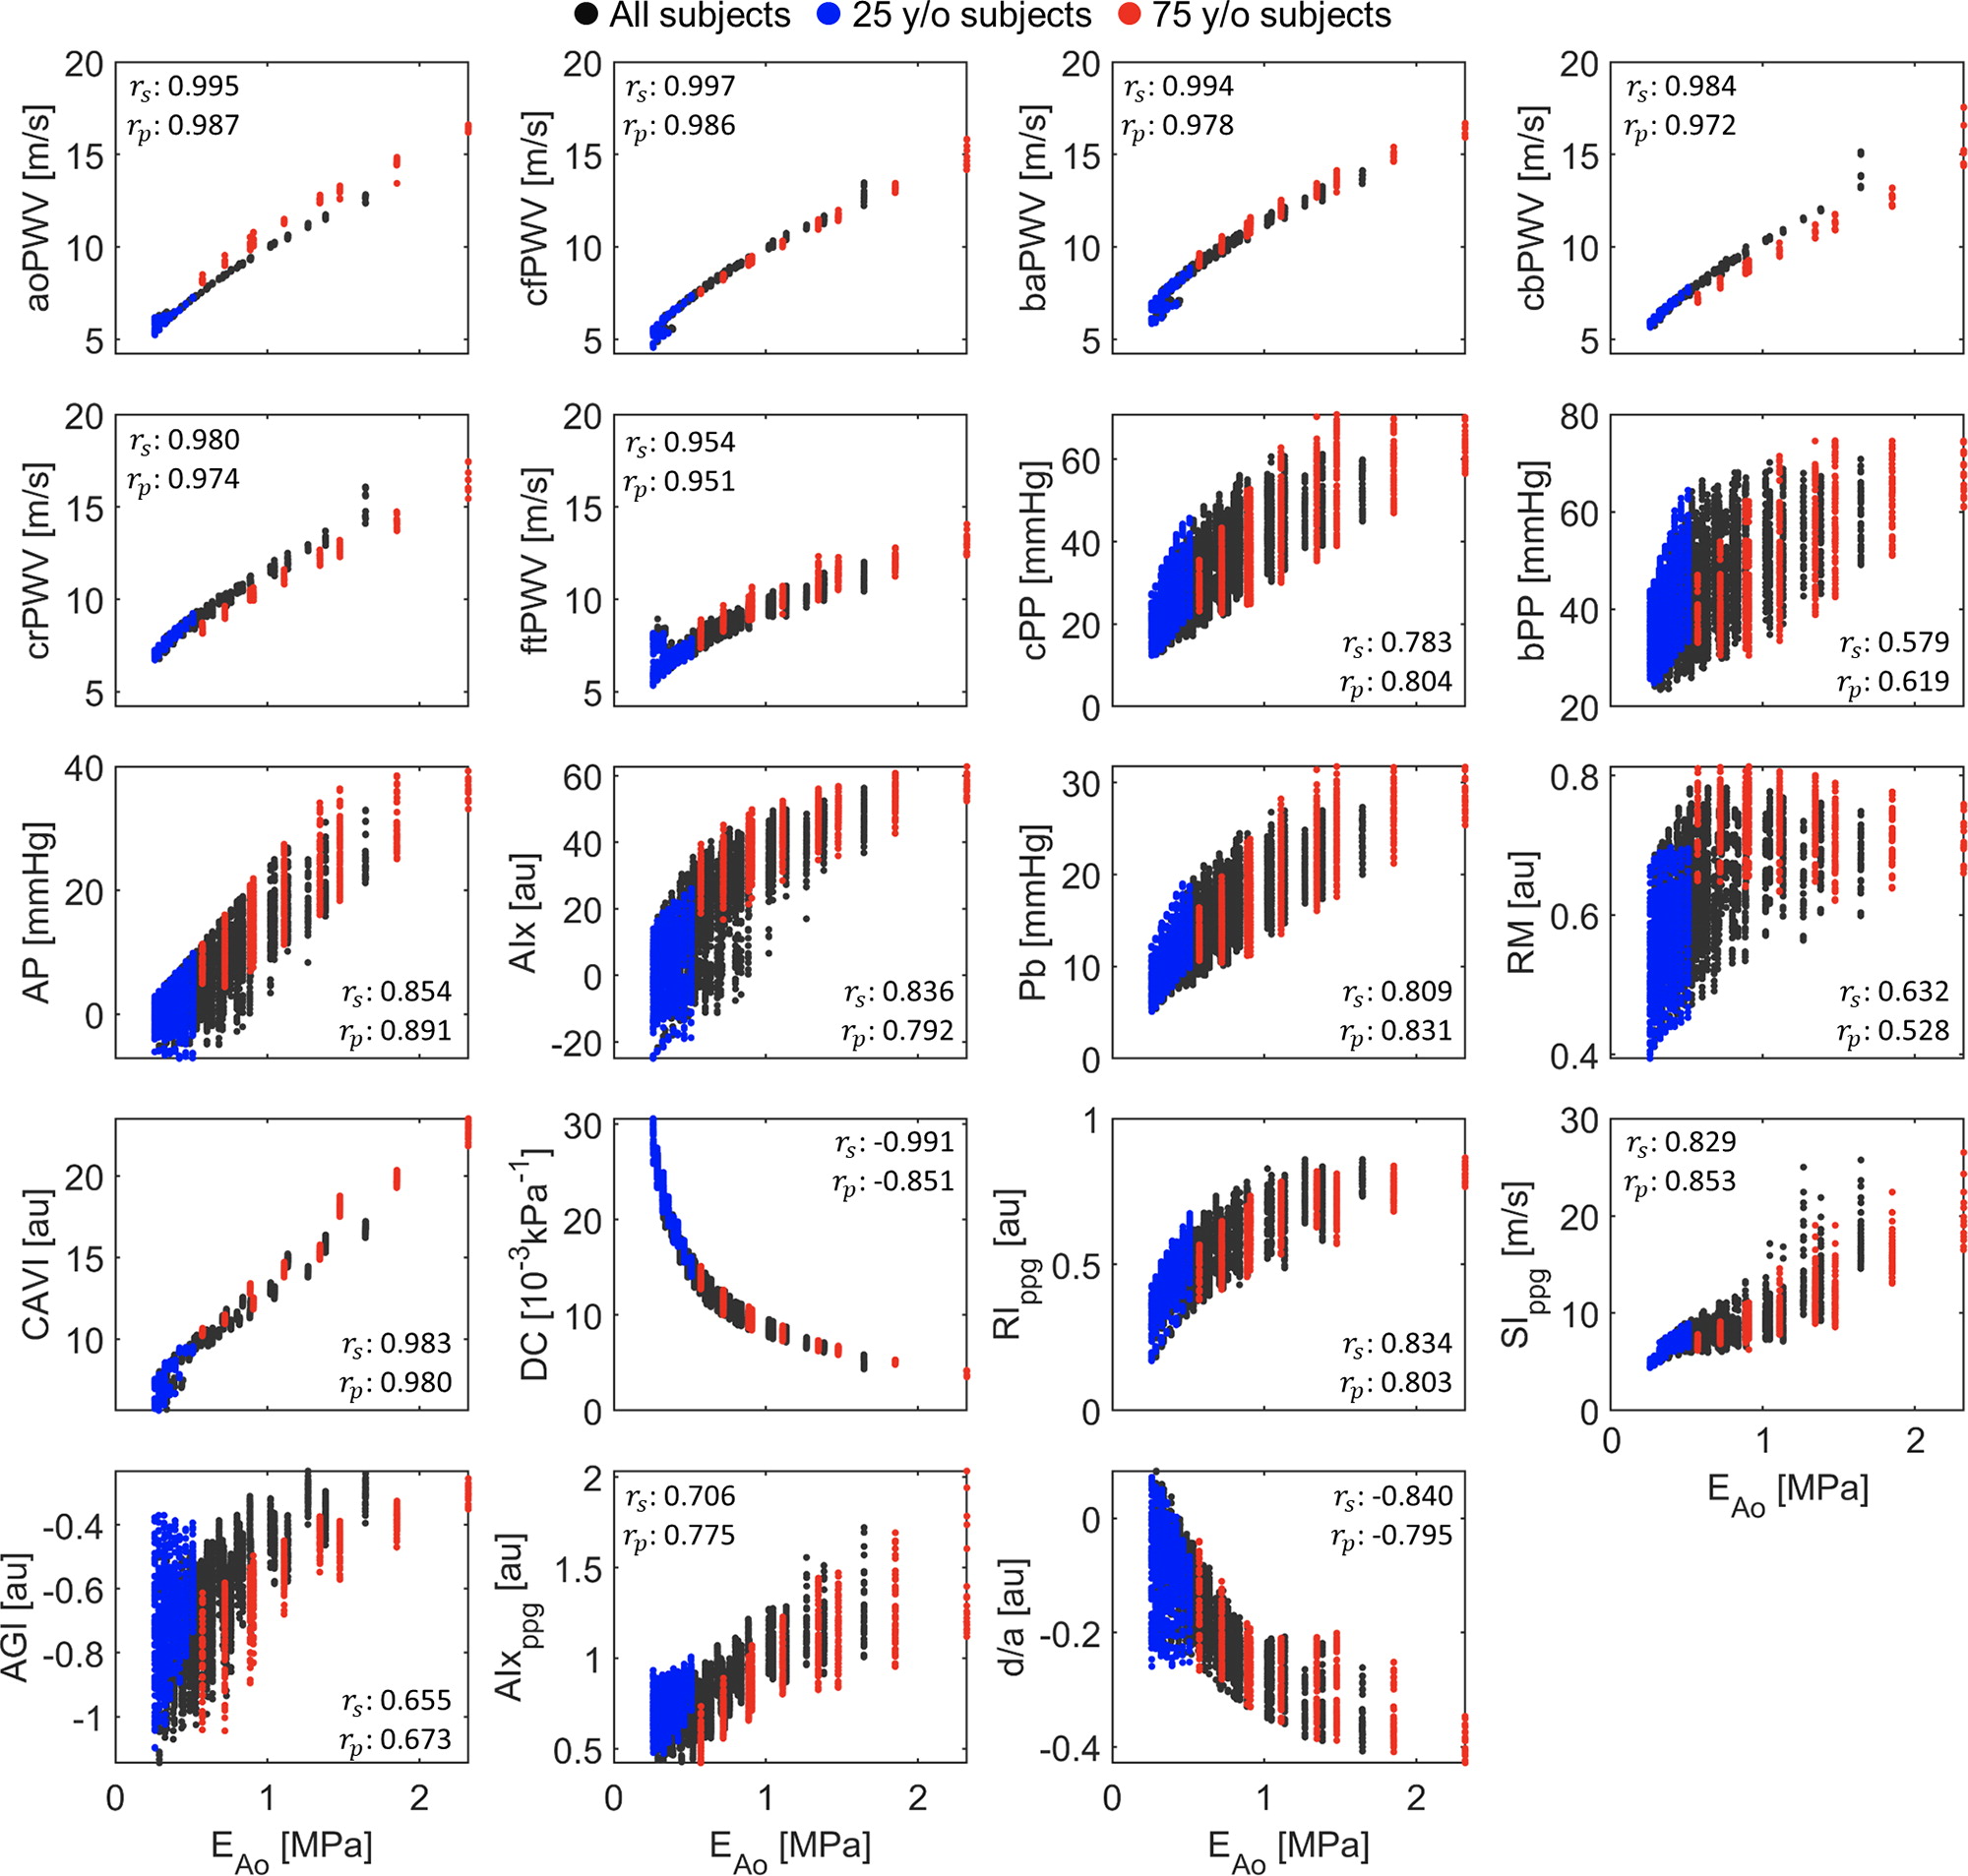 All subjects 25 y/o subjects 75 y/o subjects
20
15
10
5
aoPWV [m/s]
rs: 0.995
rp: 0.987
20
15
10
5
cfPWV [m/s]
rs: 0.997
rp: 0.986
20
15
10
5
baPWV [m/s]
rs: 0.994
rp: 0.978
20
15
10
5
cbPWV [m/s]
rs: 0.984
rp: 0.972
20
15
10
5
crPWV [m/s]
rs: 0.980
rp: 0.974
20
15
10
5
ftPWV [m/s]
rs: 0.954
rp: 0.951
60
40
20
0
cPP [mmHg]
rs: 0.783
rp: 0.804
80
60
40
20
bPP [mmHg]
rs: 0.579
rp: 0.619
40
20
0
AP [mmHg]
rs: 0.854
rp: 0.891
60
40
20
0
-20
AIx [au]
rs: 0.836
rp: 0.792
30
20
10
0
Pb [mmHg]
rs: 0.809
rp: 0.831
0.8
0.6
0.4
RM [au]
rs: 0.632
rp: 0.528
20
15
10
CAVI [au]
rs: 0.983
rp: 0.980
30
20
10
0
DC [10-3kPa-1]
rs: -0.991
rp: -0.851
1
0.5
0
RIppg [au]
rs: 0.834
rp: 0.803
30
20
10
0
SIppg [m/s]
rs: 0.829
rp: 0.853
0 1 2
EAo [MPa]
-0.4
-0.6
-0.8
-1
AGI [au]
rs: 0.655
rp: 0.673
0 1 2
EAo [MPa]
2
1.5
1
0.5
AIxppg [au]
rs: 0.706
rp: 0.775
0 1 2
EAo [MPa]
0
-0.2
-0.4
d/a [au]
rs: -0.840
rp: -0.795
0 1 2
EAo [MPa]